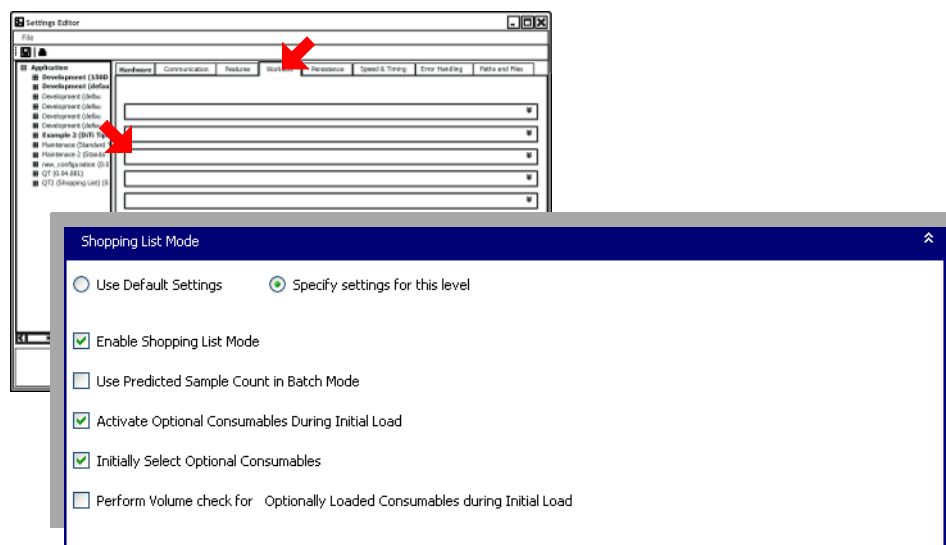 Settings Editor
File
Application
Hardware Communication Features Persistence Speed & Timing Error Handling Paths and Files
Development (1500
Development (defau
Development (defau
Development (defau
Development (defau
Development (defau
Example 2 (DiTi Tip
Maintenace (Standard T
Maintenace 2 (Standa
new_configuration (0.0
QT (0.04.001)
QT2 (Shopping List) (0
Shopping List Mode
Use Default Settings Specify settings for this level
Enable Shopping List Mode
Use Predicted Sample Count in Batch Mode
Activate Optional Consumables During Initial Load
Initially Select Optional Consumables
Perform Volume check for Optionally Loaded Consumables during Initial Load